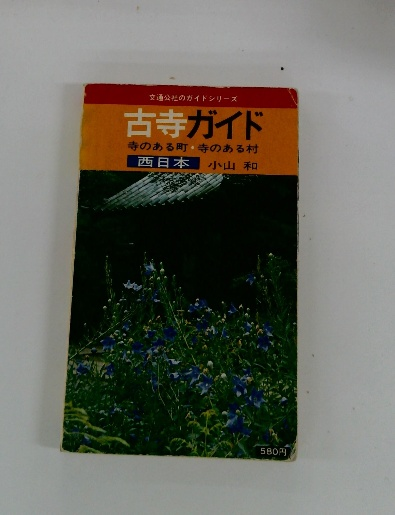 交通公社のガイドシリーズ
古寺ガイド
寺のある町・寺のある村
西日本 小山 和
580円